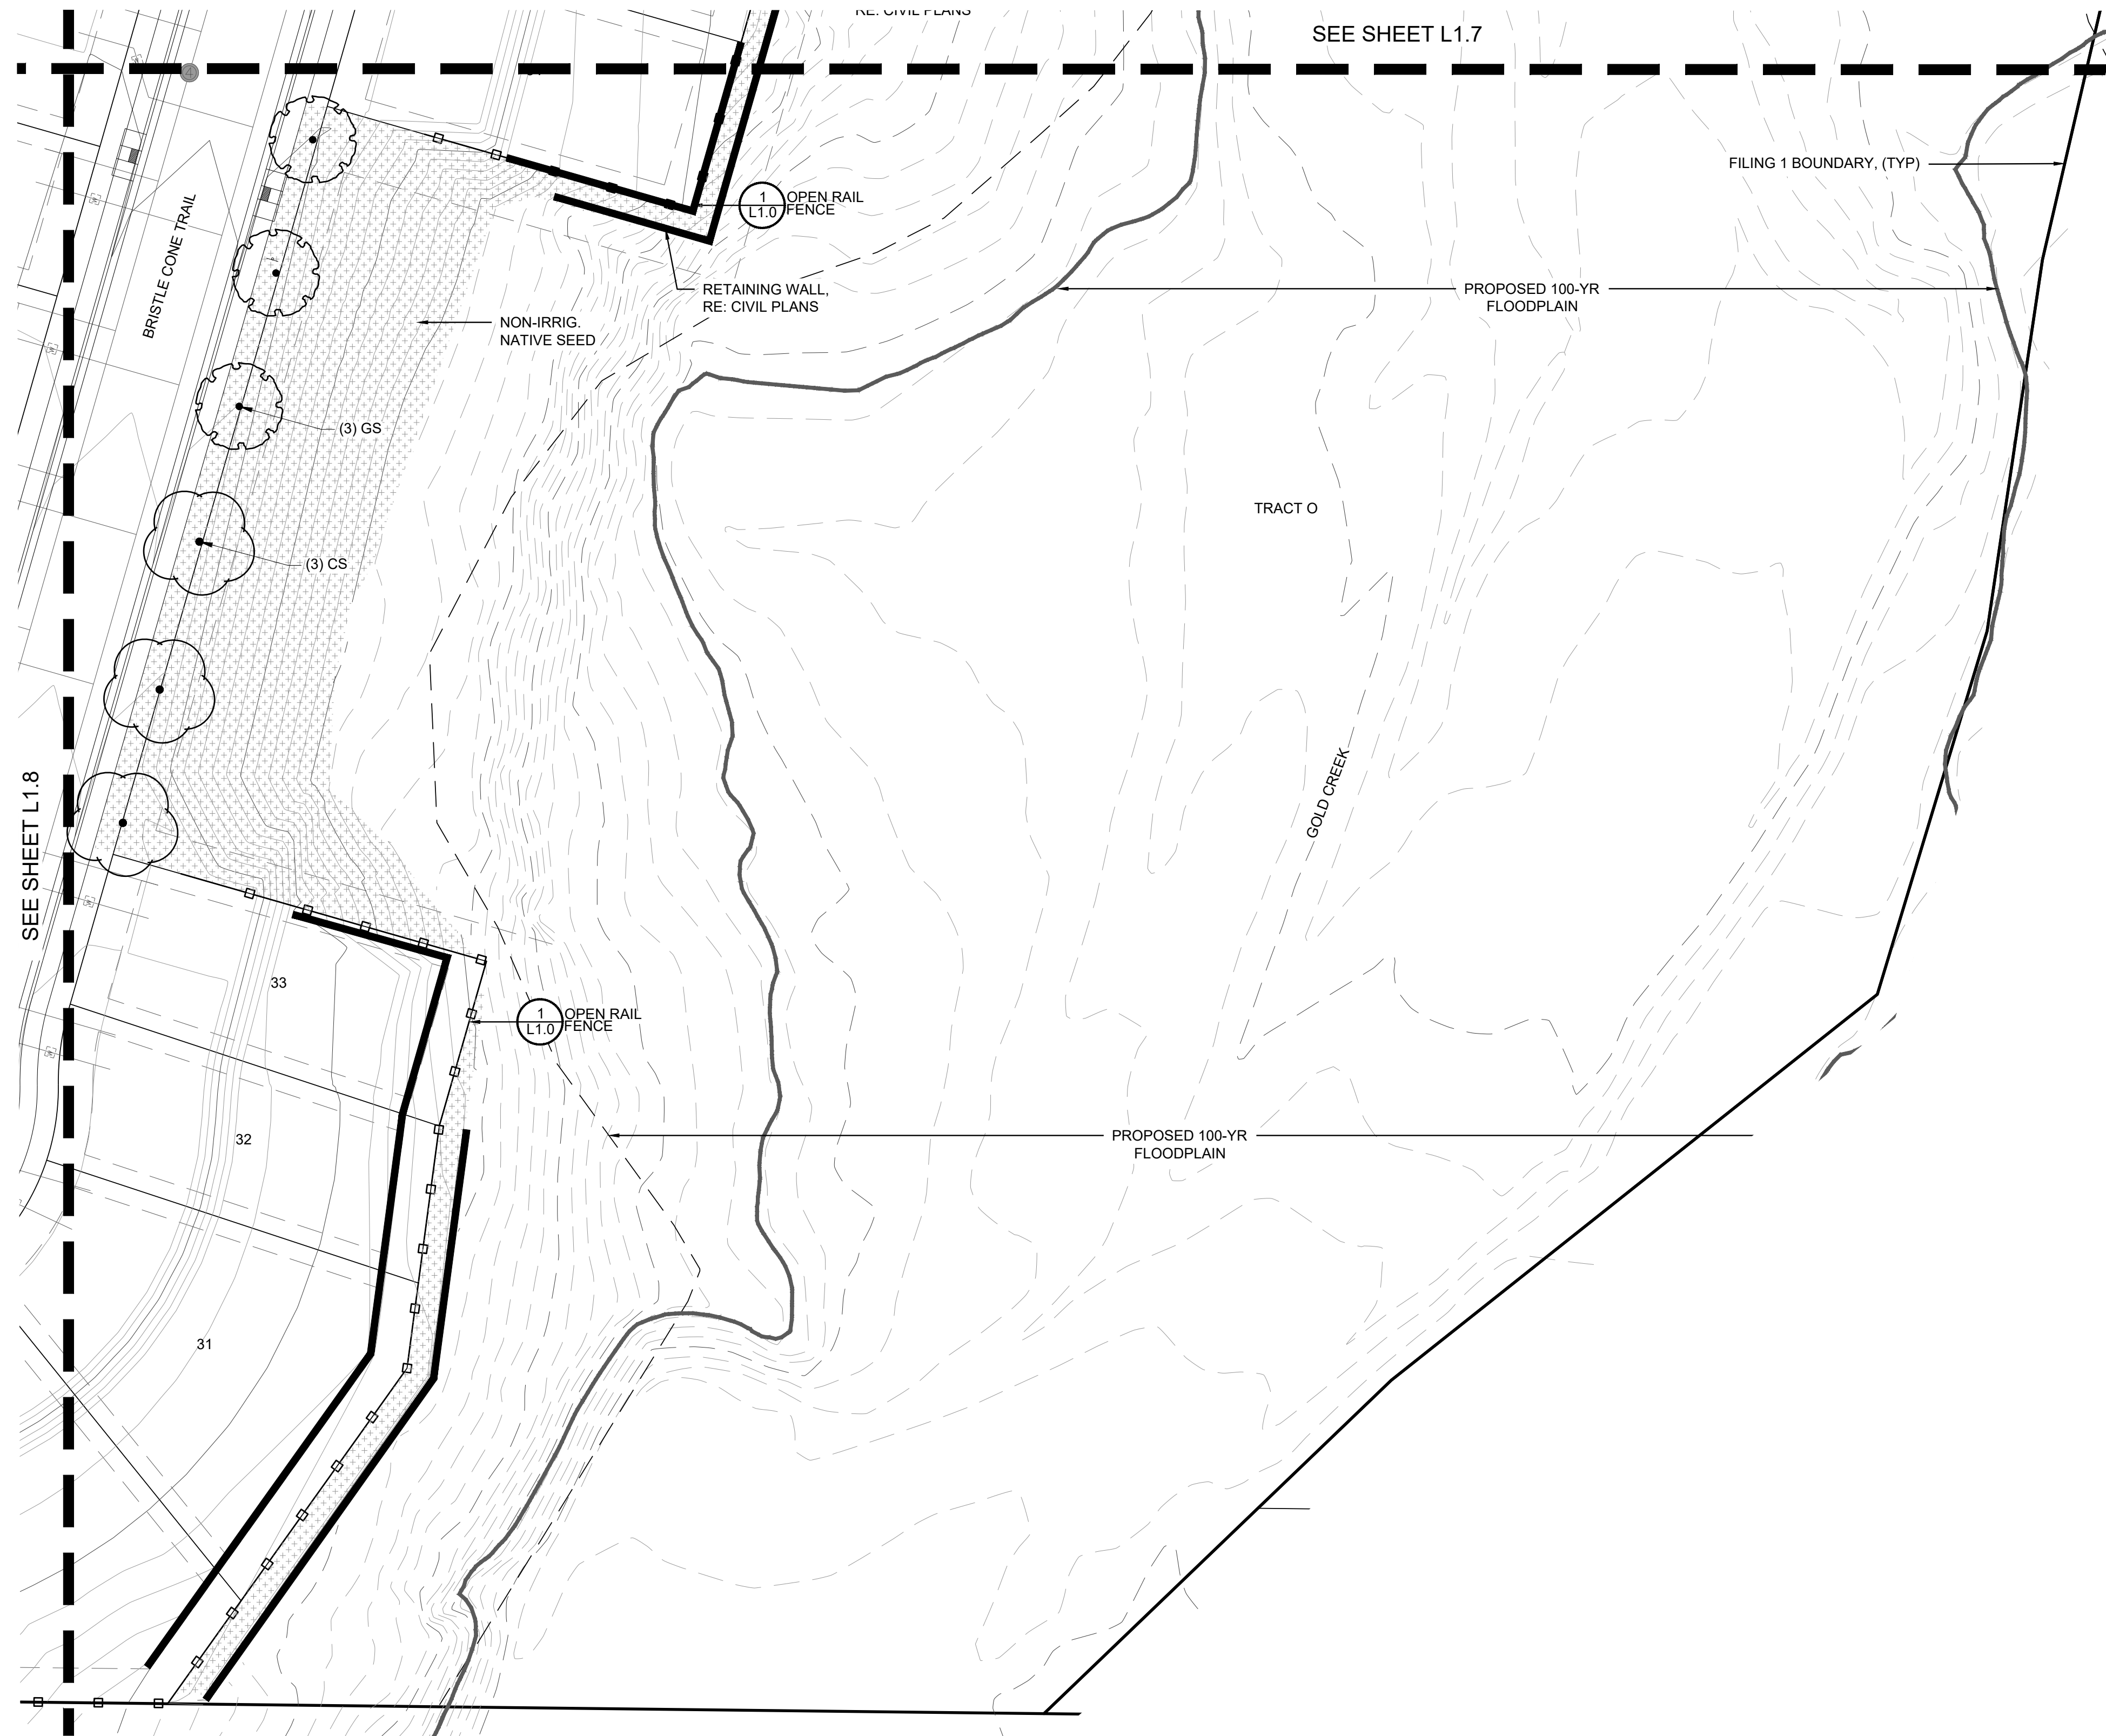 RE: CIVIL PLANS
SEE SHEET L1.7
4
FILING 1 BOUNDARY, (TYP)
BRISTLE CONE TRAIL
1
L1.0
OPEN RAIL
FENCE
RETAINING WALL,
RE: CIVIL PLANS
PROPOSED 100-YR
FLOODPLAIN
NON-IRRIG.
NATIVE SEED
(3) GS
TRACT O
(3) CS
GOLD CREEK
SEE SHEET L1.8
33
1
L1.0
OPEN RAIL
FENCE
32
PROPOSED 100-YR
FLOODPLAIN
31